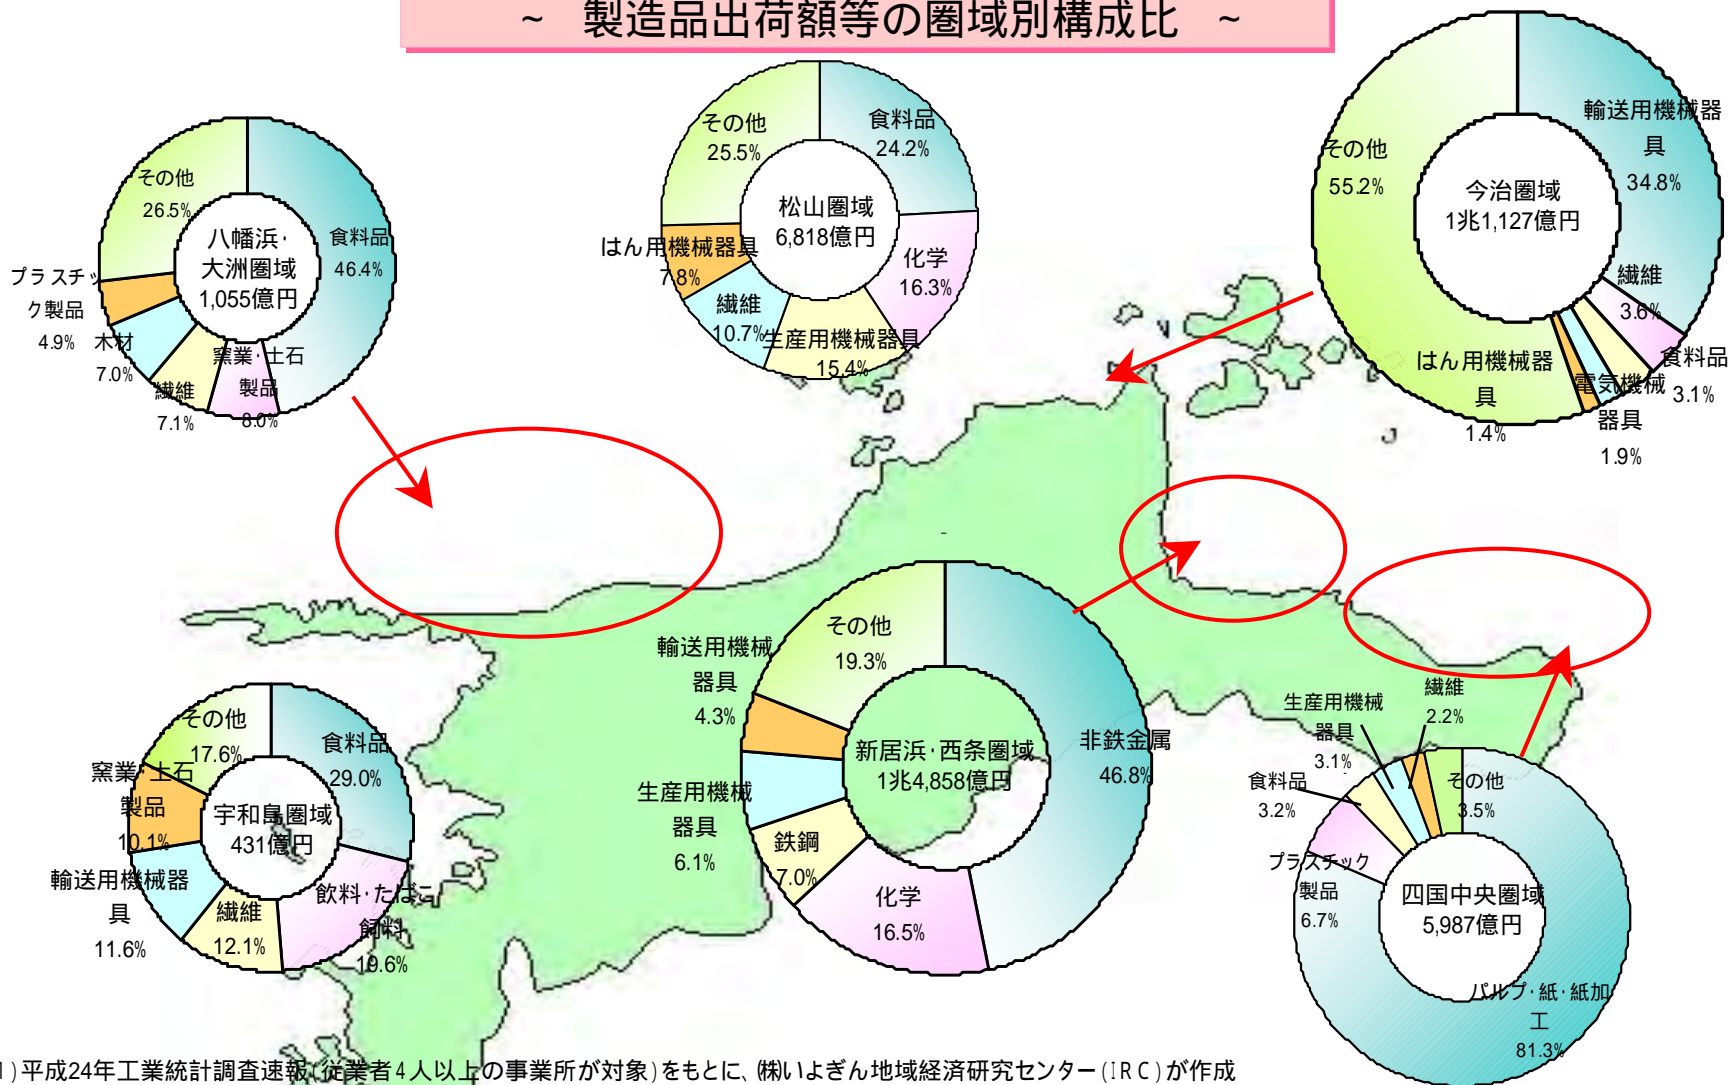 ~ 製造品出荷額等の圏域別構成比 ~
その他
26.5%
食料品
46.4%
八幡浜・
大洲圏域
1,055億円
プラスチッ
ク製品
4.9%
木材
7.0%
繊維
7.1%
窯業・土石
製品
8.0%
その他
25.5%
食料品
24.2%
松山圏域
6,818億円
はん用機械器具
7.8%
繊維
10.7%
生産用機械器具
15.4%
化学
16.3%
その他
55.2%
輸送用機械器
具
34.8%
今治圏域
1兆1,127億円
繊維
3.6%
食料品
3.1%
電気機械
器具
1.9%
はん用機械器
具
1.4%
その他
19.3%
輸送用機械
器具
4.3%
新居浜・西条圏域
1兆4,858億円
非鉄金属
46.8%
生産用機械
器具
6.1%
鉄鋼
7.0%
化学
16.5%
その他
17.6%
食料品
29.0%
窯業・土石
製品
10.1%
宇和島圏域
431億円
輸送用機械器
具
11.6%
繊維
12.1%
飲料・たばこ
飼料
19.6%
生産用機械
器具
3.1%
繊維
2.2%
食料品
3.2%
その他
3.5%
プラスチック
製品
6.7%
四国中央圏域
5,987億円
パルプ・紙・紙加
工
81.3%
)平成24年工業統計調査速報(従業者4人以上の事業所が対象)をもとに、㈱いよぎん地域経済研究センター(IRC)が作成